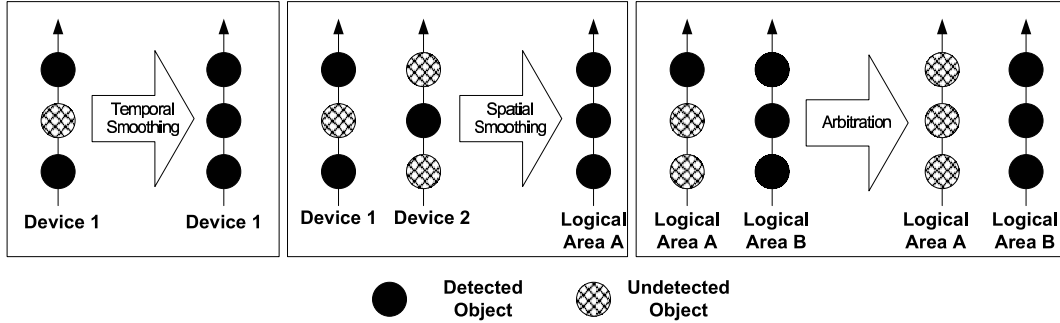 Temporal
Smoothing
Device 1
Device 1
Spatial
Smoothing
Device 1
Device 2
Logical
Area A
Arbitration
Logical
Area A
Logical
Area B
Logical
Area A
Logical
Area B
Detected
Object
Undetected
Object